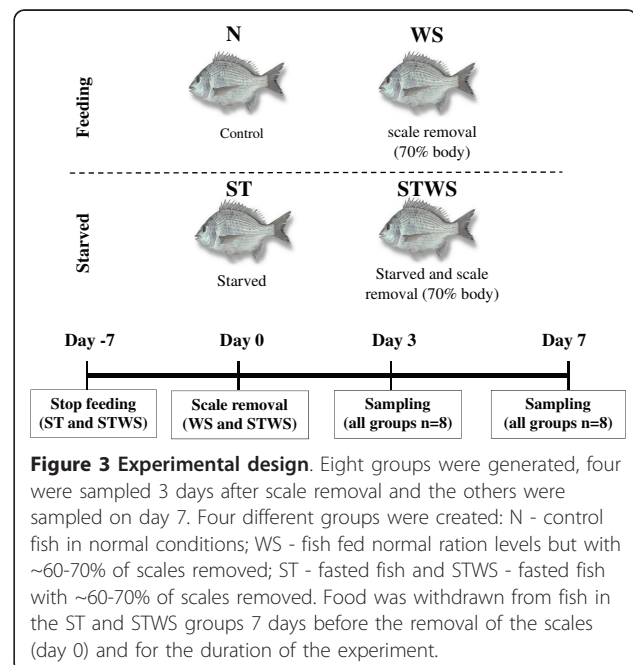 N
WS
Feeding
Control
scale removal
(70% body)
ST
STWS
Starved
Starved
Starved and scale
removal (70% body)
Day -7
Day 0
Day 3
Day 7
Stop feeding
(ST and STWS)
Scale removal
(WS and STWS)
Sampling
(all groups n=8)
Sampling
(all groups n=8)
Figure 3 Experimental design. Eight groups were generated, four
were sampled 3 days after scale removal and the others were
sampled on day 7. Four different groups were created: N - control
fish in normal conditions; WS - fish fed normal ration levels but with
~60-70% of scales removed; ST - fasted fish and STWS - fasted fish
with ~60-70% of scales removed. Food was withdrawn from fish in
the ST and STWS groups 7 days before the removal of the scales
(day 0) and for the duration of the experiment.